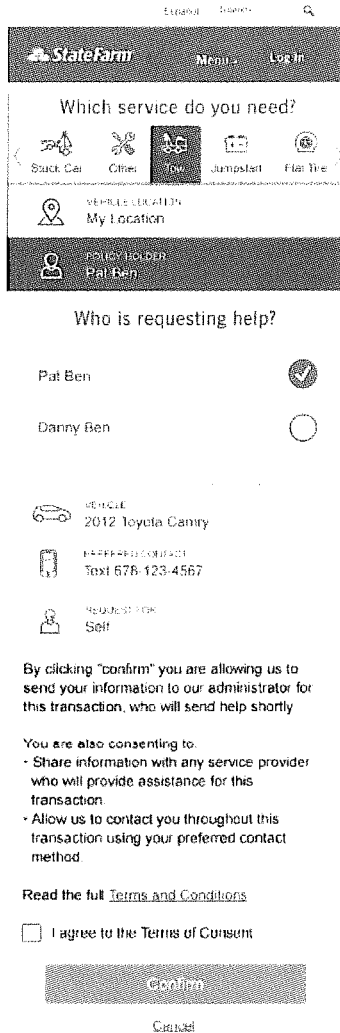 Español
StateFarm
Menu
Log In
Which service do you need?
Stuck Car Other Tow Jumpstart Flat Tire
VEHICLE LOCATION
My Location
POLICY HOLDER
Pat Ben
Who is requesting help?
Pat Ben
Danny Ben
VEHICLE
2012 Toyota Camry
PREFERRED CONTACT
Text 678-123-4567
REQUEST FOR
Self
By clicking "confirm" you are allowing us to
send your information to our administrator for
this transaction, who will send help shortly
You are also consenting to:
- Share information with any service provider
who will provide assistance for this
transaction.
- Allow us to contact you throughout this
transaction using your preferred contact
method.
Read the full Terms and Conditions
I agree to the Terms of Consent
Confirm
Cancel